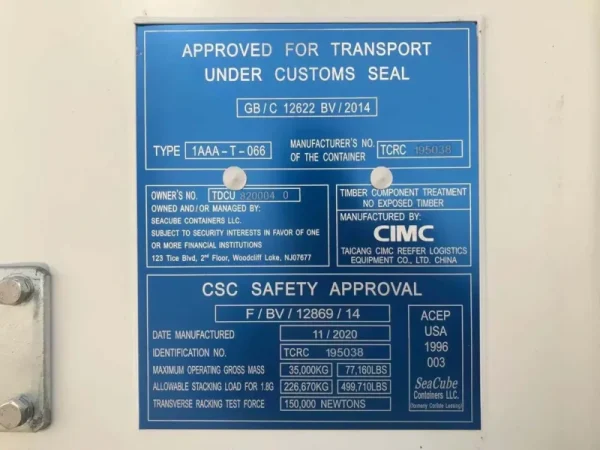 APPROVED FOR TRANSPORT
UNDER CUSTOMS SEAL
GB/C 12622 BV/2014
TYPE 1AAA-T-066
MANUFACTURER'S NO.
OF THE CONTAINER
TCRC 195038
OWNER'S NO. TDCU 820004 0
OWNED AND/OR MANAGED BY:
SEACUBE CONTAINERS LLC.
SUBJECT TO SECURITY INTERESTS IN FAVOR OF ONE
OR MORE FINANCIAL INSTITUTIONS
123 Tice Blvd, 2nd Floor, Woodcliff Lake, NJ07677
TIMBER COMPONENT TREATMENT
NO EXPOSED TIMBER
MANUFACTURED BY:
CIMC
TAICANG CIMC REEFER LOGISTICS
EQUIPMENT CO., LTD. CHINA
CSC SAFETY APPROVAL
F/BV/12869/14
DATE MANUFACTURED 11/2020
IDENTIFICATION NO. TCRC 195038
MAXIMUM OPERATING GROSS MASS 35,000KG 77,160LBS
ALLOWABLE STACKING LOAD FOR 1.8G 226,670KG 499,710LBS
TRANSVERSE RACKING TEST FORCE 150,000 NEWTONS
ACEP
USA
1996
003
SeaCube
Containers LLC.
(formerly Carlisle Leasing)